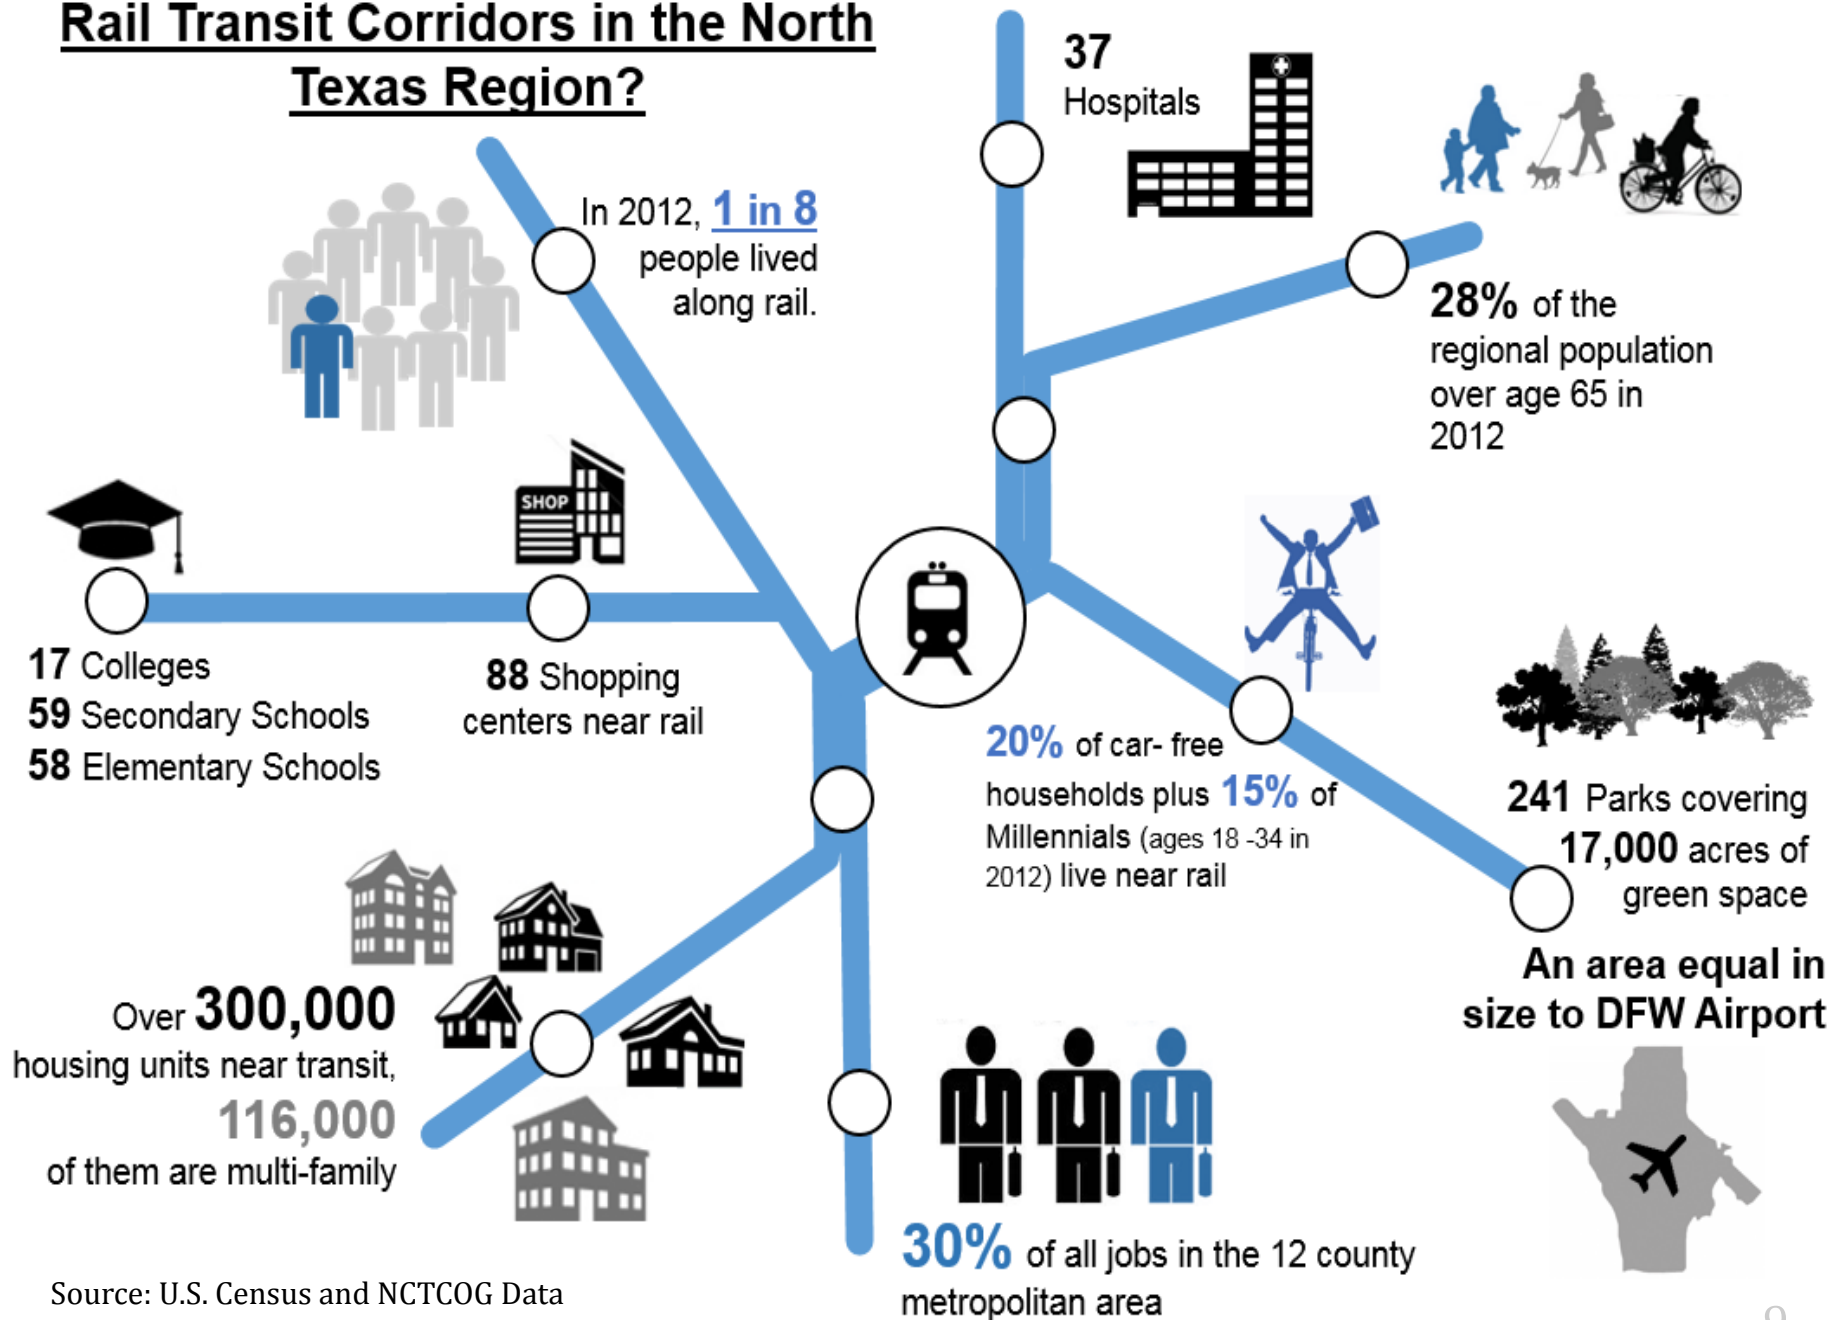 Rail Transit Corridors in the North
Texas Region?
In 2012, 1 in 8
people lived
along rail.
37
Hospitals
28% of the
regional population
over age 65 in
2012
SHOP
17 Colleges
59 Secondary Schools
58 Elementary Schools
88 Shopping
centers near rail
20% of car- free
households plus 15% of
Millennials (ages 18 -34 in
2012) live near rail
241 Parks covering
17,000 acres of
green space
An area equal in
size to DFW Airport
Over 300,000
housing units near transit,
116,000
of them are multi-family
30% of all jobs in the 12 county
metropolitan area
Source: U.S. Census and NCTCOG Data